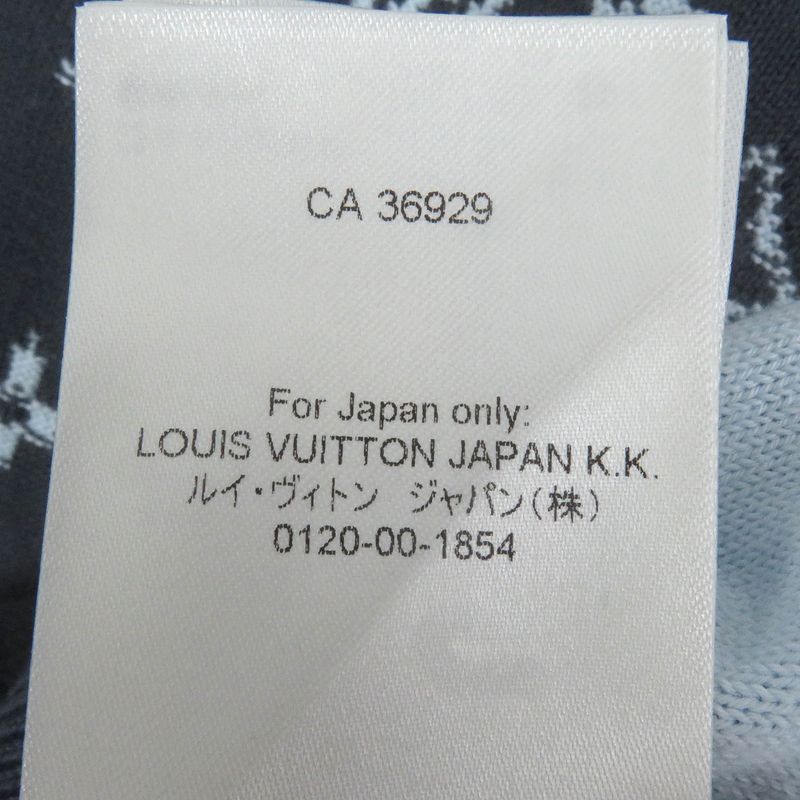 CA 36929
For Japan only:
LOUIS VUITTON JAPAN K.K.
ルイ・ヴィトン ジャパン(株)
0120-00-1854